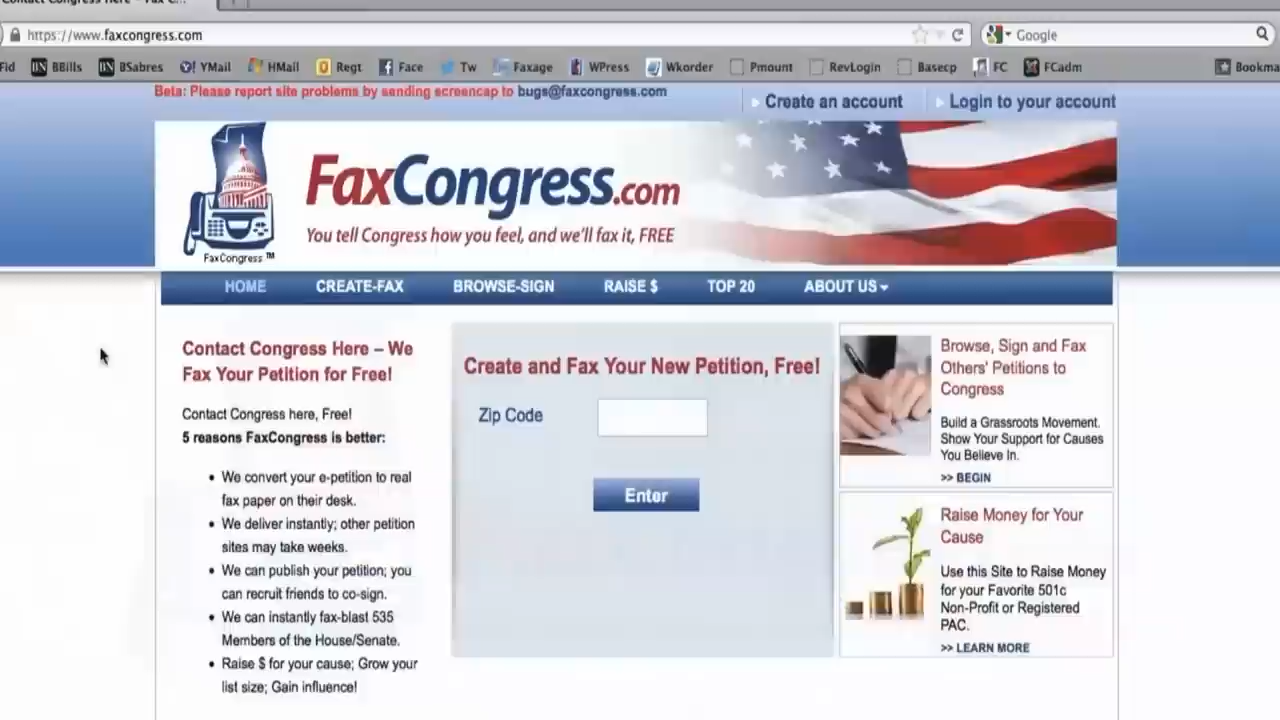 Contact Congress Here – Fax C...
https://www.faxcongress.com
Google
Fid BBills BSabres YMail HMail Regt Face Tw Faxage WPress Wkorder Pmount RevLogin Basecp FC FCadm Bookma
Beta: Please report site problems by sending screencap to bugs@faxcongress.com
Create an account
Login to your account
FaxCongress.com
You tell Congress how you feel, and we'll fax it, FREE
FaxCongress ™
HOME CREATE-FAX BROWSE-SIGN RAISE $ TOP 20 ABOUT US
Contact Congress Here – We
Fax Your Petition for Free!
Contact Congress here, Free!
5 reasons FaxCongress is better:
• We convert your e-petition to real
fax paper on their desk.
• We deliver instantly; other petition
sites may take weeks.
• We can publish your petition; you
can recruit friends to co-sign.
• We can instantly fax-blast 535
Members of the House/Senate.
• Raise $ for your cause; Grow your
list size; Gain influence!
Create and Fax Your New Petition, Free!
Zip Code
Enter
Browse, Sign and Fax
Others' Petitions to
Congress
Build a Grassroots Movement.
Show Your Support for Causes
You Believe In.
>> BEGIN
Raise Money for Your
Cause
Use this Site to Raise Money
for your Favorite 501c
Non-Profit or Registered
PAC.
>> LEARN MORE